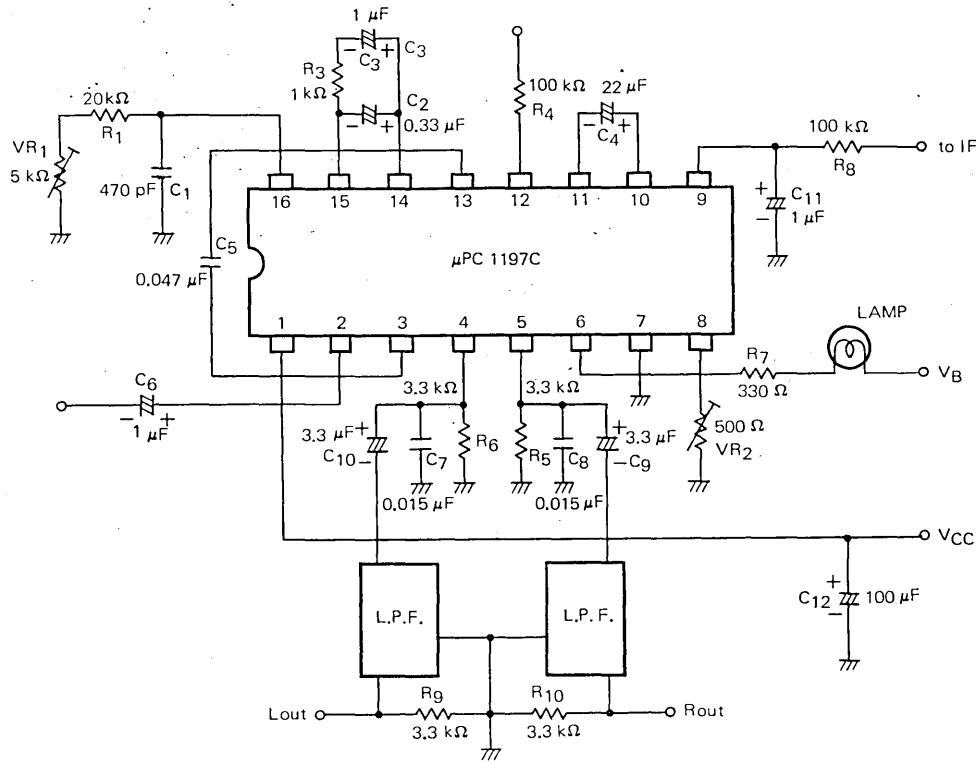 1 µF
− +
C3
C3
R3
1 kΩ
C2
− +
0.33 µF
100 kΩ
R4
22 µF
− +
C4
20kΩ
R1
VR1
5 kΩ
470 pF
C1
100 kΩ
R8
to IF
+
−
C11
1 µF
16 15 14 13 12 11 10 9
µPC 1197C
C5
0.047 µF
1 2 3 4 5 6 7 8
LAMP
R7
330 Ω
VB
C6
− +
1 µF
3.3 kΩ
3.3 kΩ
3.3 µF
+
C10
−
C7
R6
R5
C8
+
3.3 µF
− C9
0.015 µF
0.015 µF
500 Ω
VR2
VCC
L.P.F.
L.P.F.
C12
+
−
100 µF
Lout
R9
3.3 kΩ
R10
3.3 kΩ
Rout